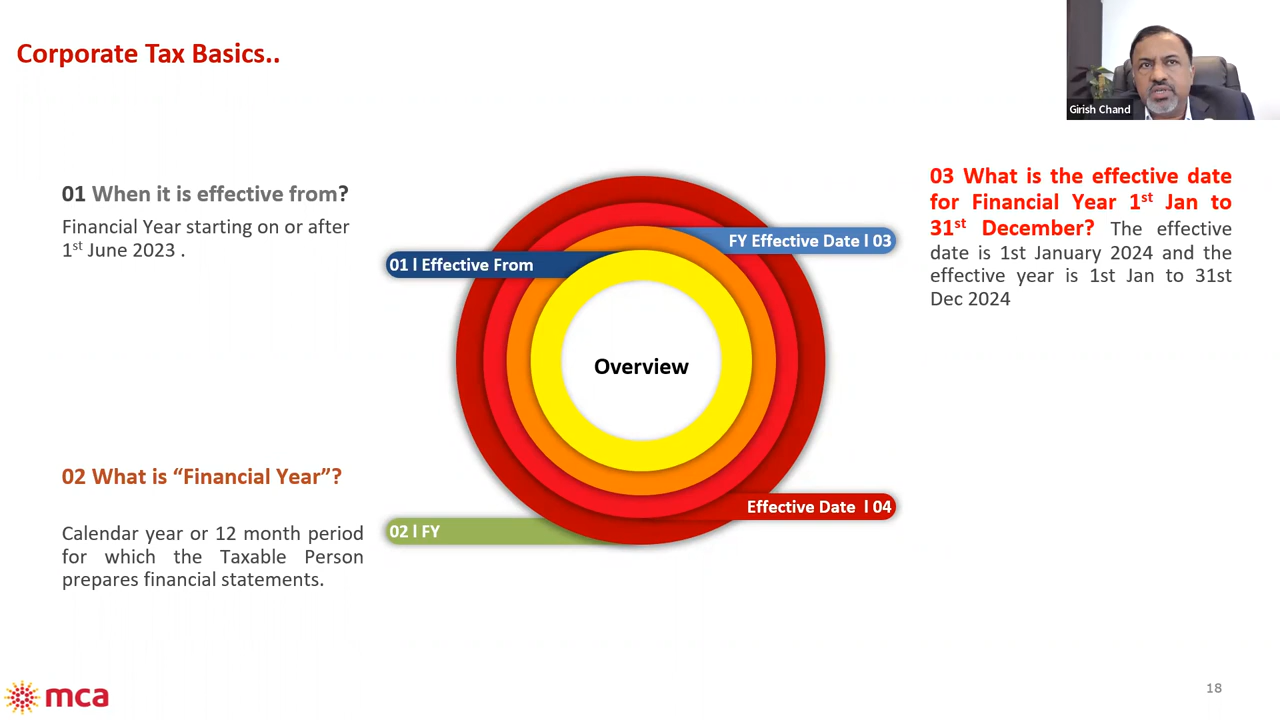 Corporate Tax Basics..
Girish Chand
01 When it is effective from?
Financial Year starting on or after
1st June 2023 .
03 What is the effective date
for Financial Year 1st Jan to
31st December? The effective
date is 1st January 2024 and the
effective year is 1st Jan to 31st
Dec 2024
FY Effective Date l 03
01 l Effective From
Overview
02 What is “Financial Year”?
Calendar year or 12 month period
for which the Taxable Person
prepares financial statements.
Effective Date l 04
02 l FY
mca
18